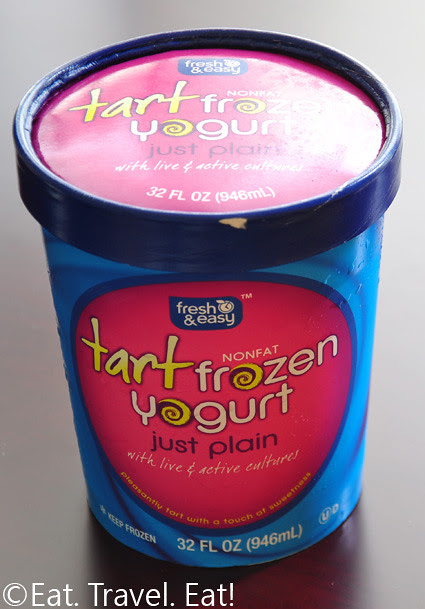 fresh
& easy
NONFAT
tart frozen
yogurt
just plain
with live & active cultures
32 FL OZ (946mL)
fresh
& easy™
NONFAT
tart frozen
yogurt
just plain
with live & active cultures
pleasantly tart with a touch of sweetness
KEEP FROZEN
32 FL OZ (946mL)
U D
©Eat. Travel. Eat!